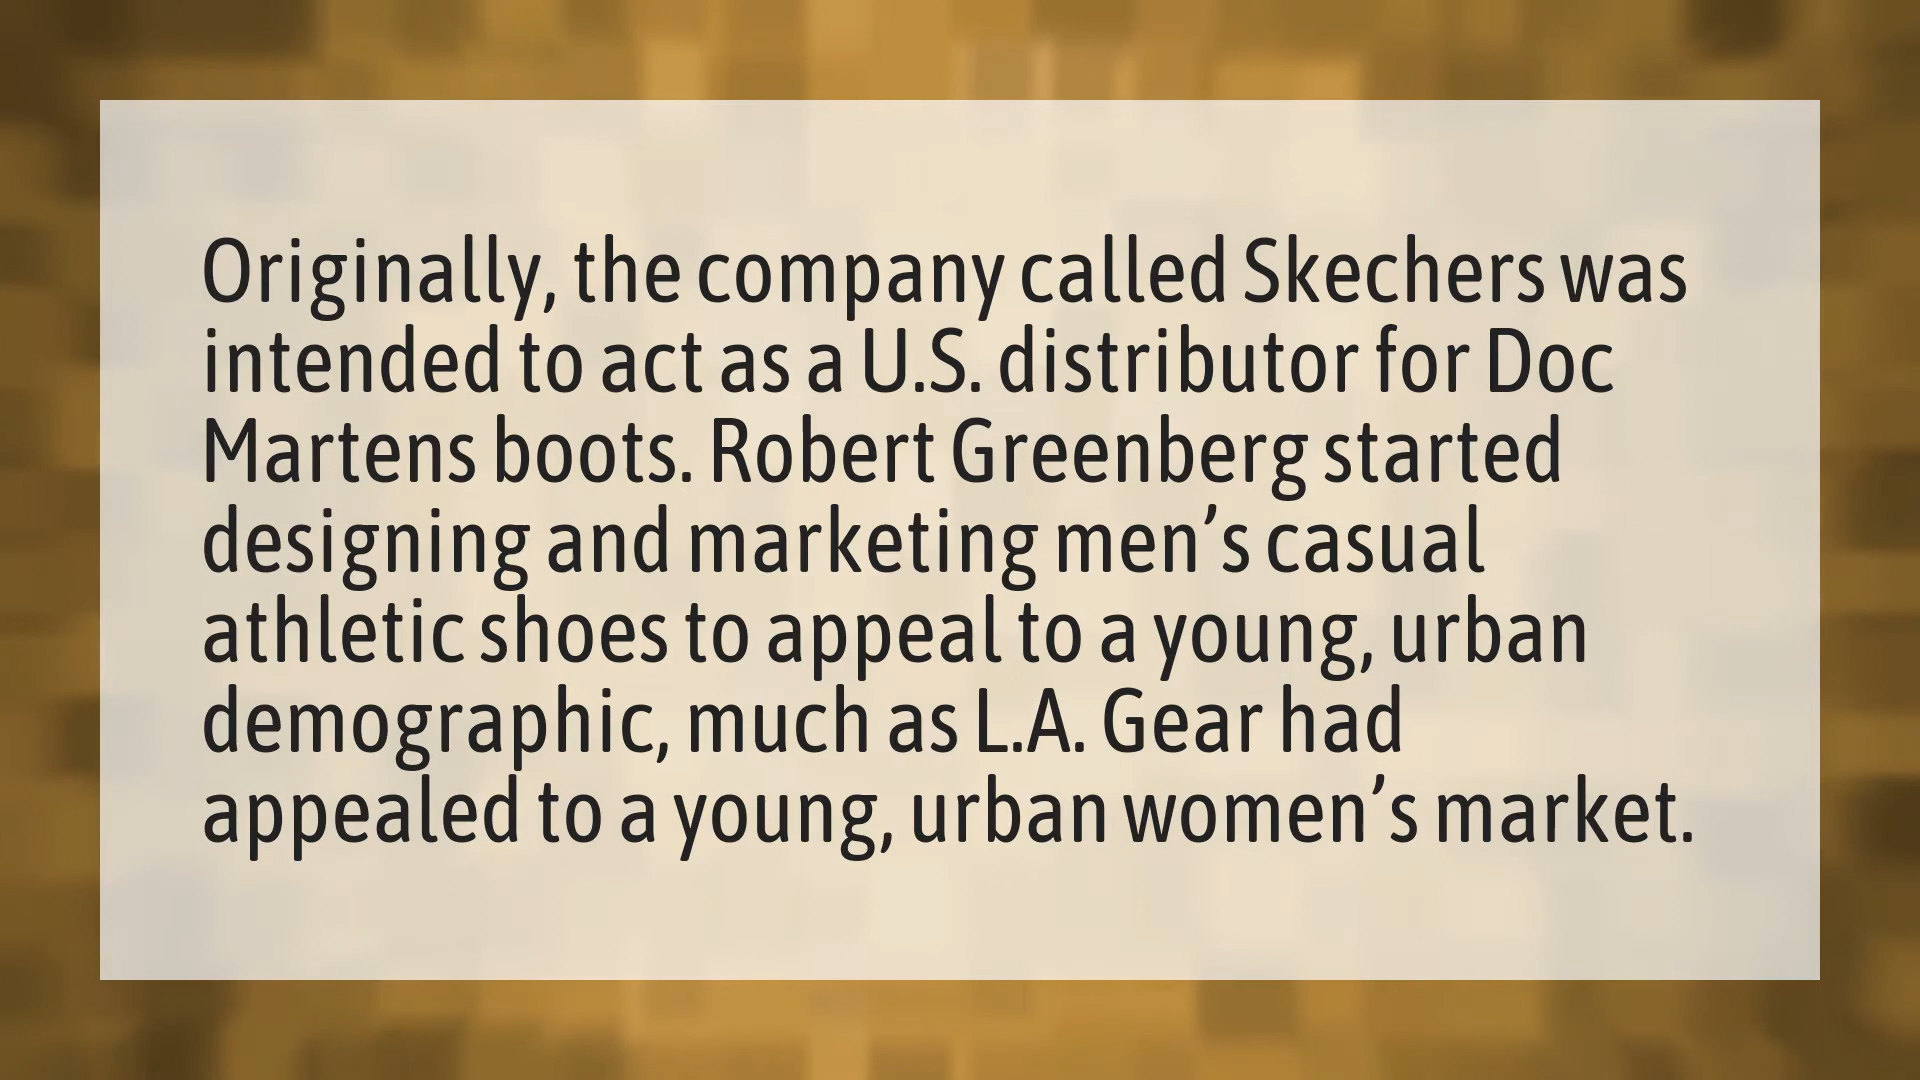 Originally, the company called Skechers was
intended to act as a U.S. distributor for Doc
Martens boots. Robert Greenberg started
designing and marketing men’s casual
athletic shoes to appeal to a young, urban
demographic, much as L.A. Gear had
appealed to a young, urban women’s market.